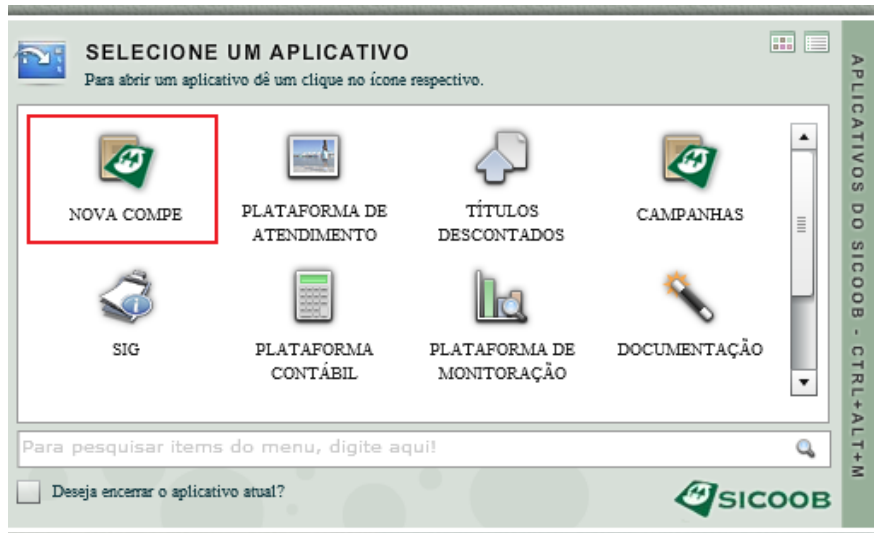 SELECIONE UM APLICATIVO
Para abrir um aplicativo dê um clique no ícone respectivo.
NOVA COMPE
PLATAFORMA DE
ATENDIMENTO
TÍTULOS
DESCONTADOS
CAMPANHAS
SIG
PLATAFORMA
CONTÁBIL
PLATAFORMA DE
MONITORAÇÃO
DOCUMENTAÇÃO
Para pesquisar items do menu, digite aqui!
Deseja encerrar o aplicativo atual?
SICOOB
APLICATIVOS DO SICOOB - CTRL+ALT+M